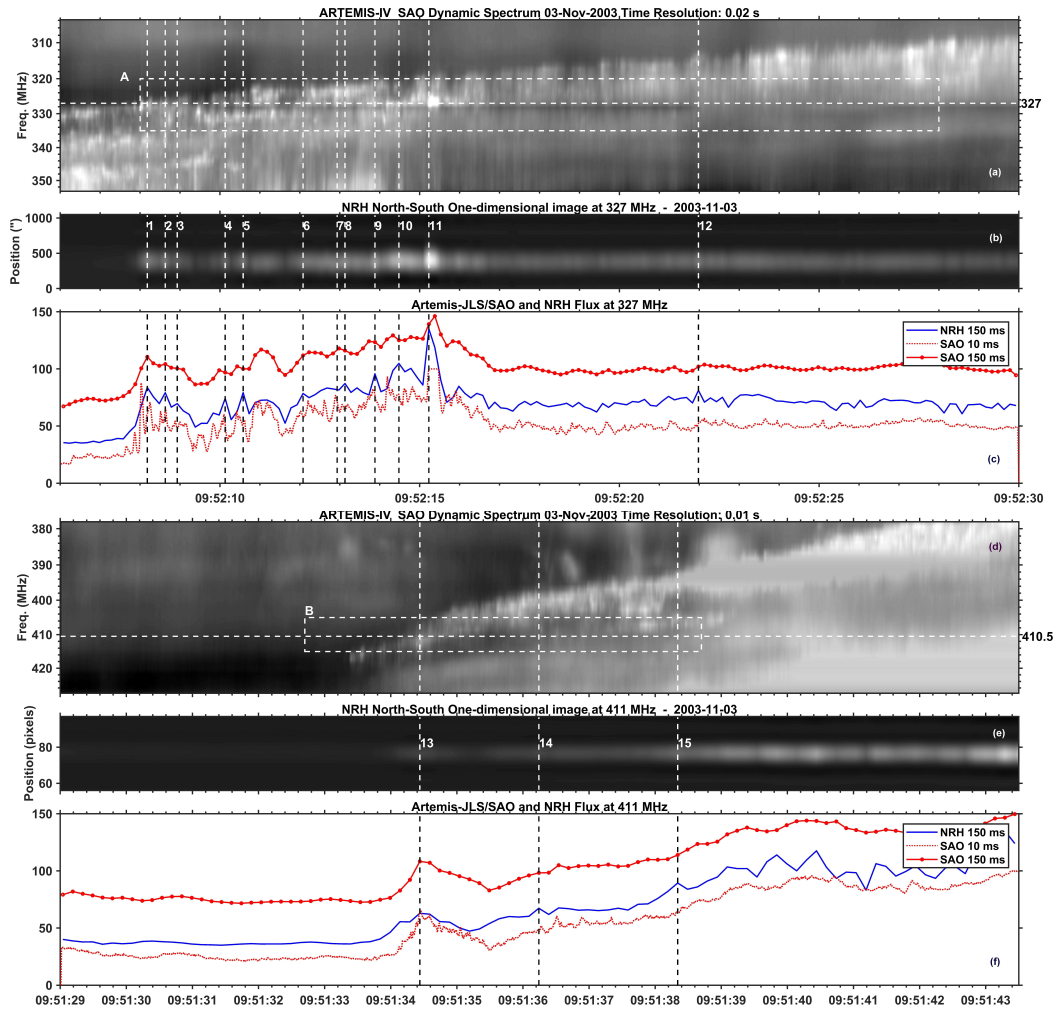 ARTEMIS-IV SAO Dynamic Spectrum 03-Nov-2003,Time Resolution: 0.02 s
310
320
330
340
350
Freq. (MHz)
A
327
(a)
NRH North-South One-dimensional image at 327 MHz - 2003-11-03
1000
500
0
Position (")
1 2 3 4 5 6 7 8 9 10 11 12
(b)
Artemis-JLS/SAO and NRH Flux at 327 MHz
150
100
50
0
NRH 150 ms
SAO 10 ms
SAO 150 ms
(c)
09:52:10 09:52:15 09:52:20 09:52:25 09:52:30
ARTEMIS-IV SAO Dynamic Spectrum 03-Nov-2003 Time Resolution: 0.01 s
380
390
400
410
420
Freq. (MHz)
B
410.5
(d)
NRH North-South One-dimensional image at 411 MHz - 2003-11-03
80
60
Position (pixels)
13 14 15
(e)
Artemis-JLS/SAO and NRH Flux at 411 MHz
150
100
50
0
NRH 150 ms
SAO 10 ms
SAO 150 ms
(f)
09:51:29 09:51:30 09:51:31 09:51:32 09:51:33 09:51:34 09:51:35 09:51:36 09:51:37 09:51:38 09:51:39 09:51:40 09:51:41 09:51:42 09:51:43